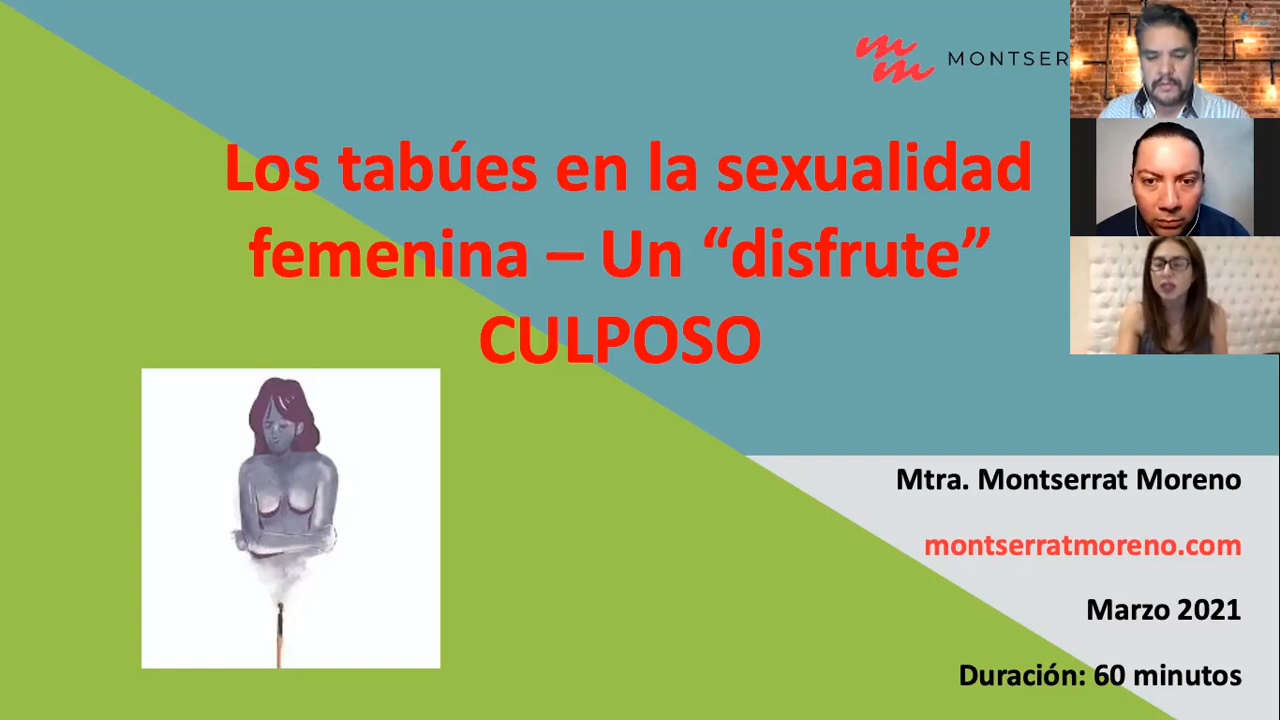 MONTSER
Los tabúes en la sexualidad
femenina – Un “disfrute”
CULPOSO
Mtra. Montserrat Moreno
montserratmoreno.com
Marzo 2021
Duración: 60 minutos